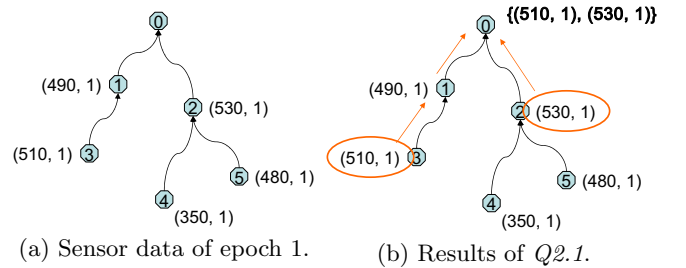 0
(490, 1) 1
2 (530, 1)
(510, 1) 3
5 (480, 1)
4
(350, 1)
(a) Sensor data of epoch 1.
0 {(510, 1), (530, 1)}
(490, 1) 1
2 (530, 1)
(510, 1) 3
5 (480, 1)
4
(350, 1)
(b) Results of Q2.1.